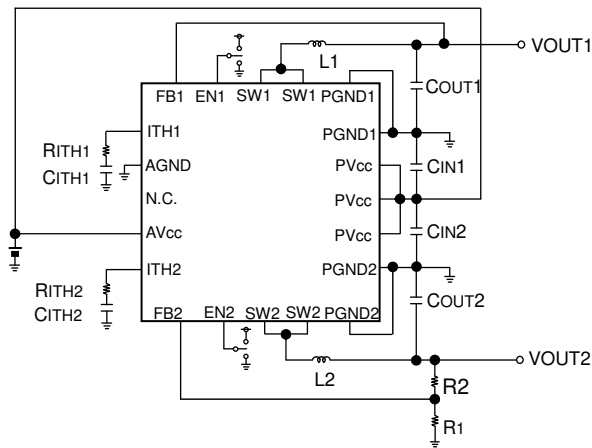 VOUT1
L1
FB1
EN1
SW1
SW1
PGND1
COUT1
ITH1
PGND1
RITH1
CITH1
AGND
PVcc
CIN1
N.C.
PVcc
AVcc
PVcc
CIN2
ITH2
PGND2
RITH2
CITH2
COUT2
FB2
EN2
SW2
SW2
PGND2
VOUT2
L2
R2
R1